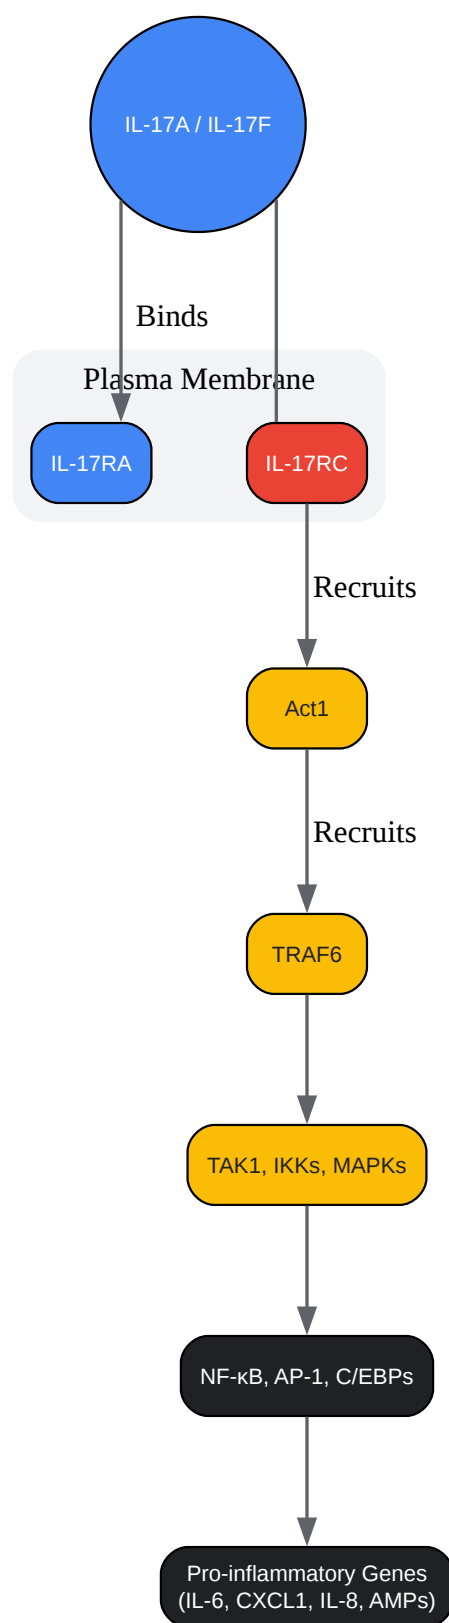 IL-17A / IL-17F
Binds
Plasma Membrane
IL-17RA
IL-17RC
Recruits
Act1
Recruits
TRAF6
TAK1, IKKs, MAPKs
NF-κB, AP-1, C/EBPs
Pro-inflammatory Genes
(IL-6, CXCL1, IL-8, AMPs)